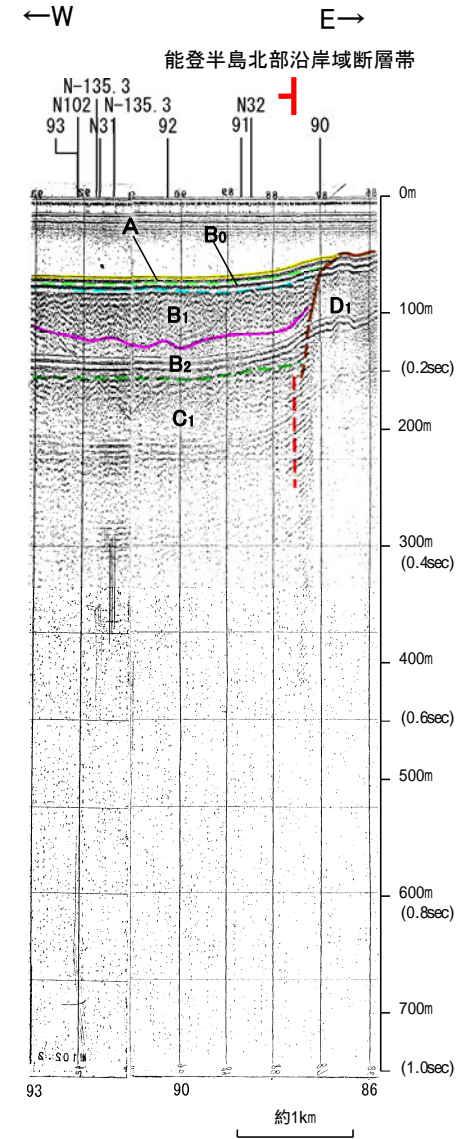 ←W E→
能登半島北部沿岸域断層帯
N-135.3
N102 N-135.3 N32
93 N31 92 91 90
0m
A B0
B1 D1
100m
B2
(0.2sec)
C1
200m
300m
(0.4sec)
400m
(0.6sec)
500m
600m
(0.8sec)
700m
(1.0sec)
93 90 86
約1km